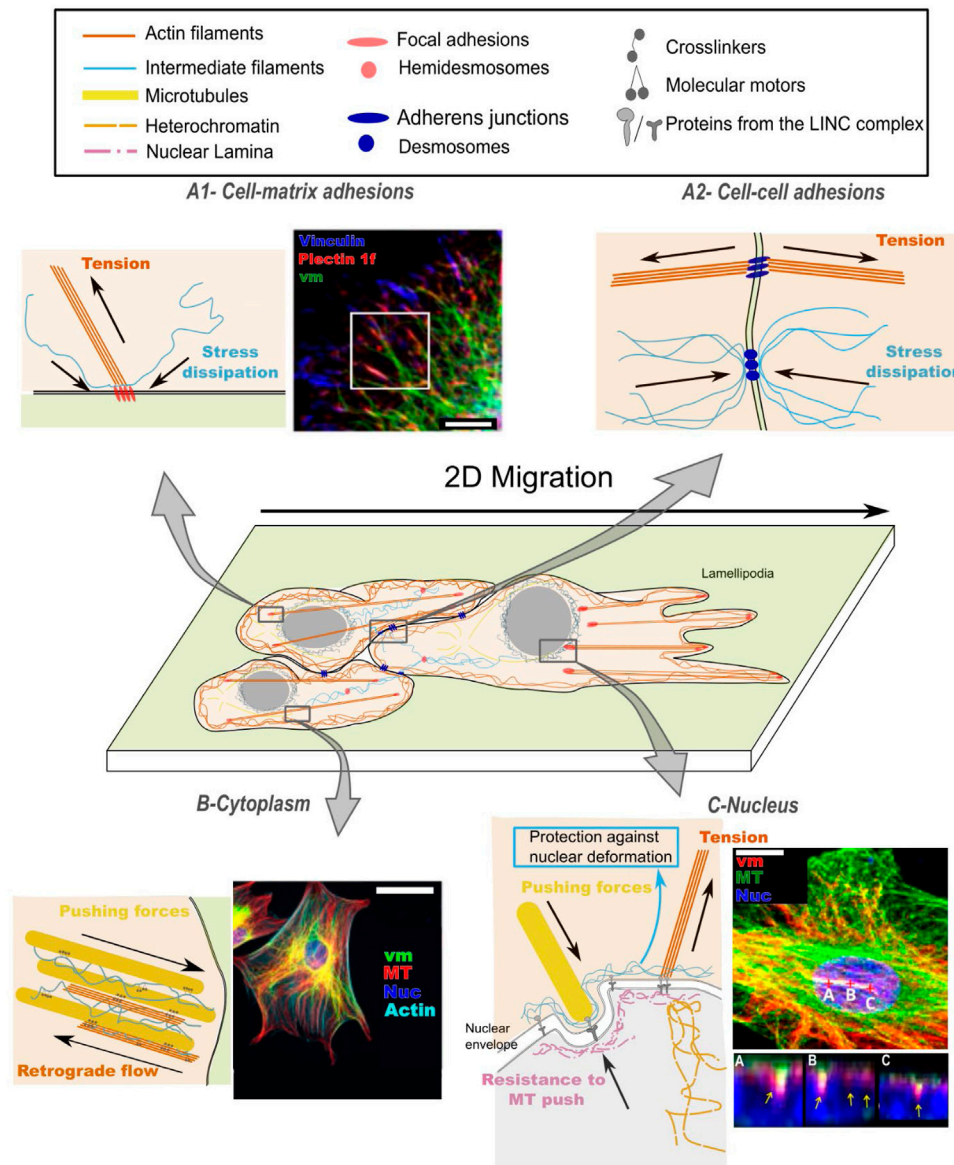 Actin filaments
Intermediate filaments
Microtubules
Heterochromatin
Nuclear Lamina
Focal adhesions
Hemidesmosomes
Adherens junctions
Desmosomes
Crosslinkers
Molecular motors
Proteins from the LINC complex
A1- Cell-matrix adhesions
A2- Cell-cell adhesions
Tension
Stress
dissipation
Vinculin
Plectin 1f
vm
Tension
Stress
dissipation
2D Migration
Lamellipodia
B-Cytoplasm
C-Nucleus
Pushing forces
Retrograde flow
vm
MT
Nuc
Actin
Protection against
nuclear deformation
Tension
Pushing forces
Nuclear
envelope
Resistance to
MT push
vm
MT
Nuc
A
B
C
A
B
C